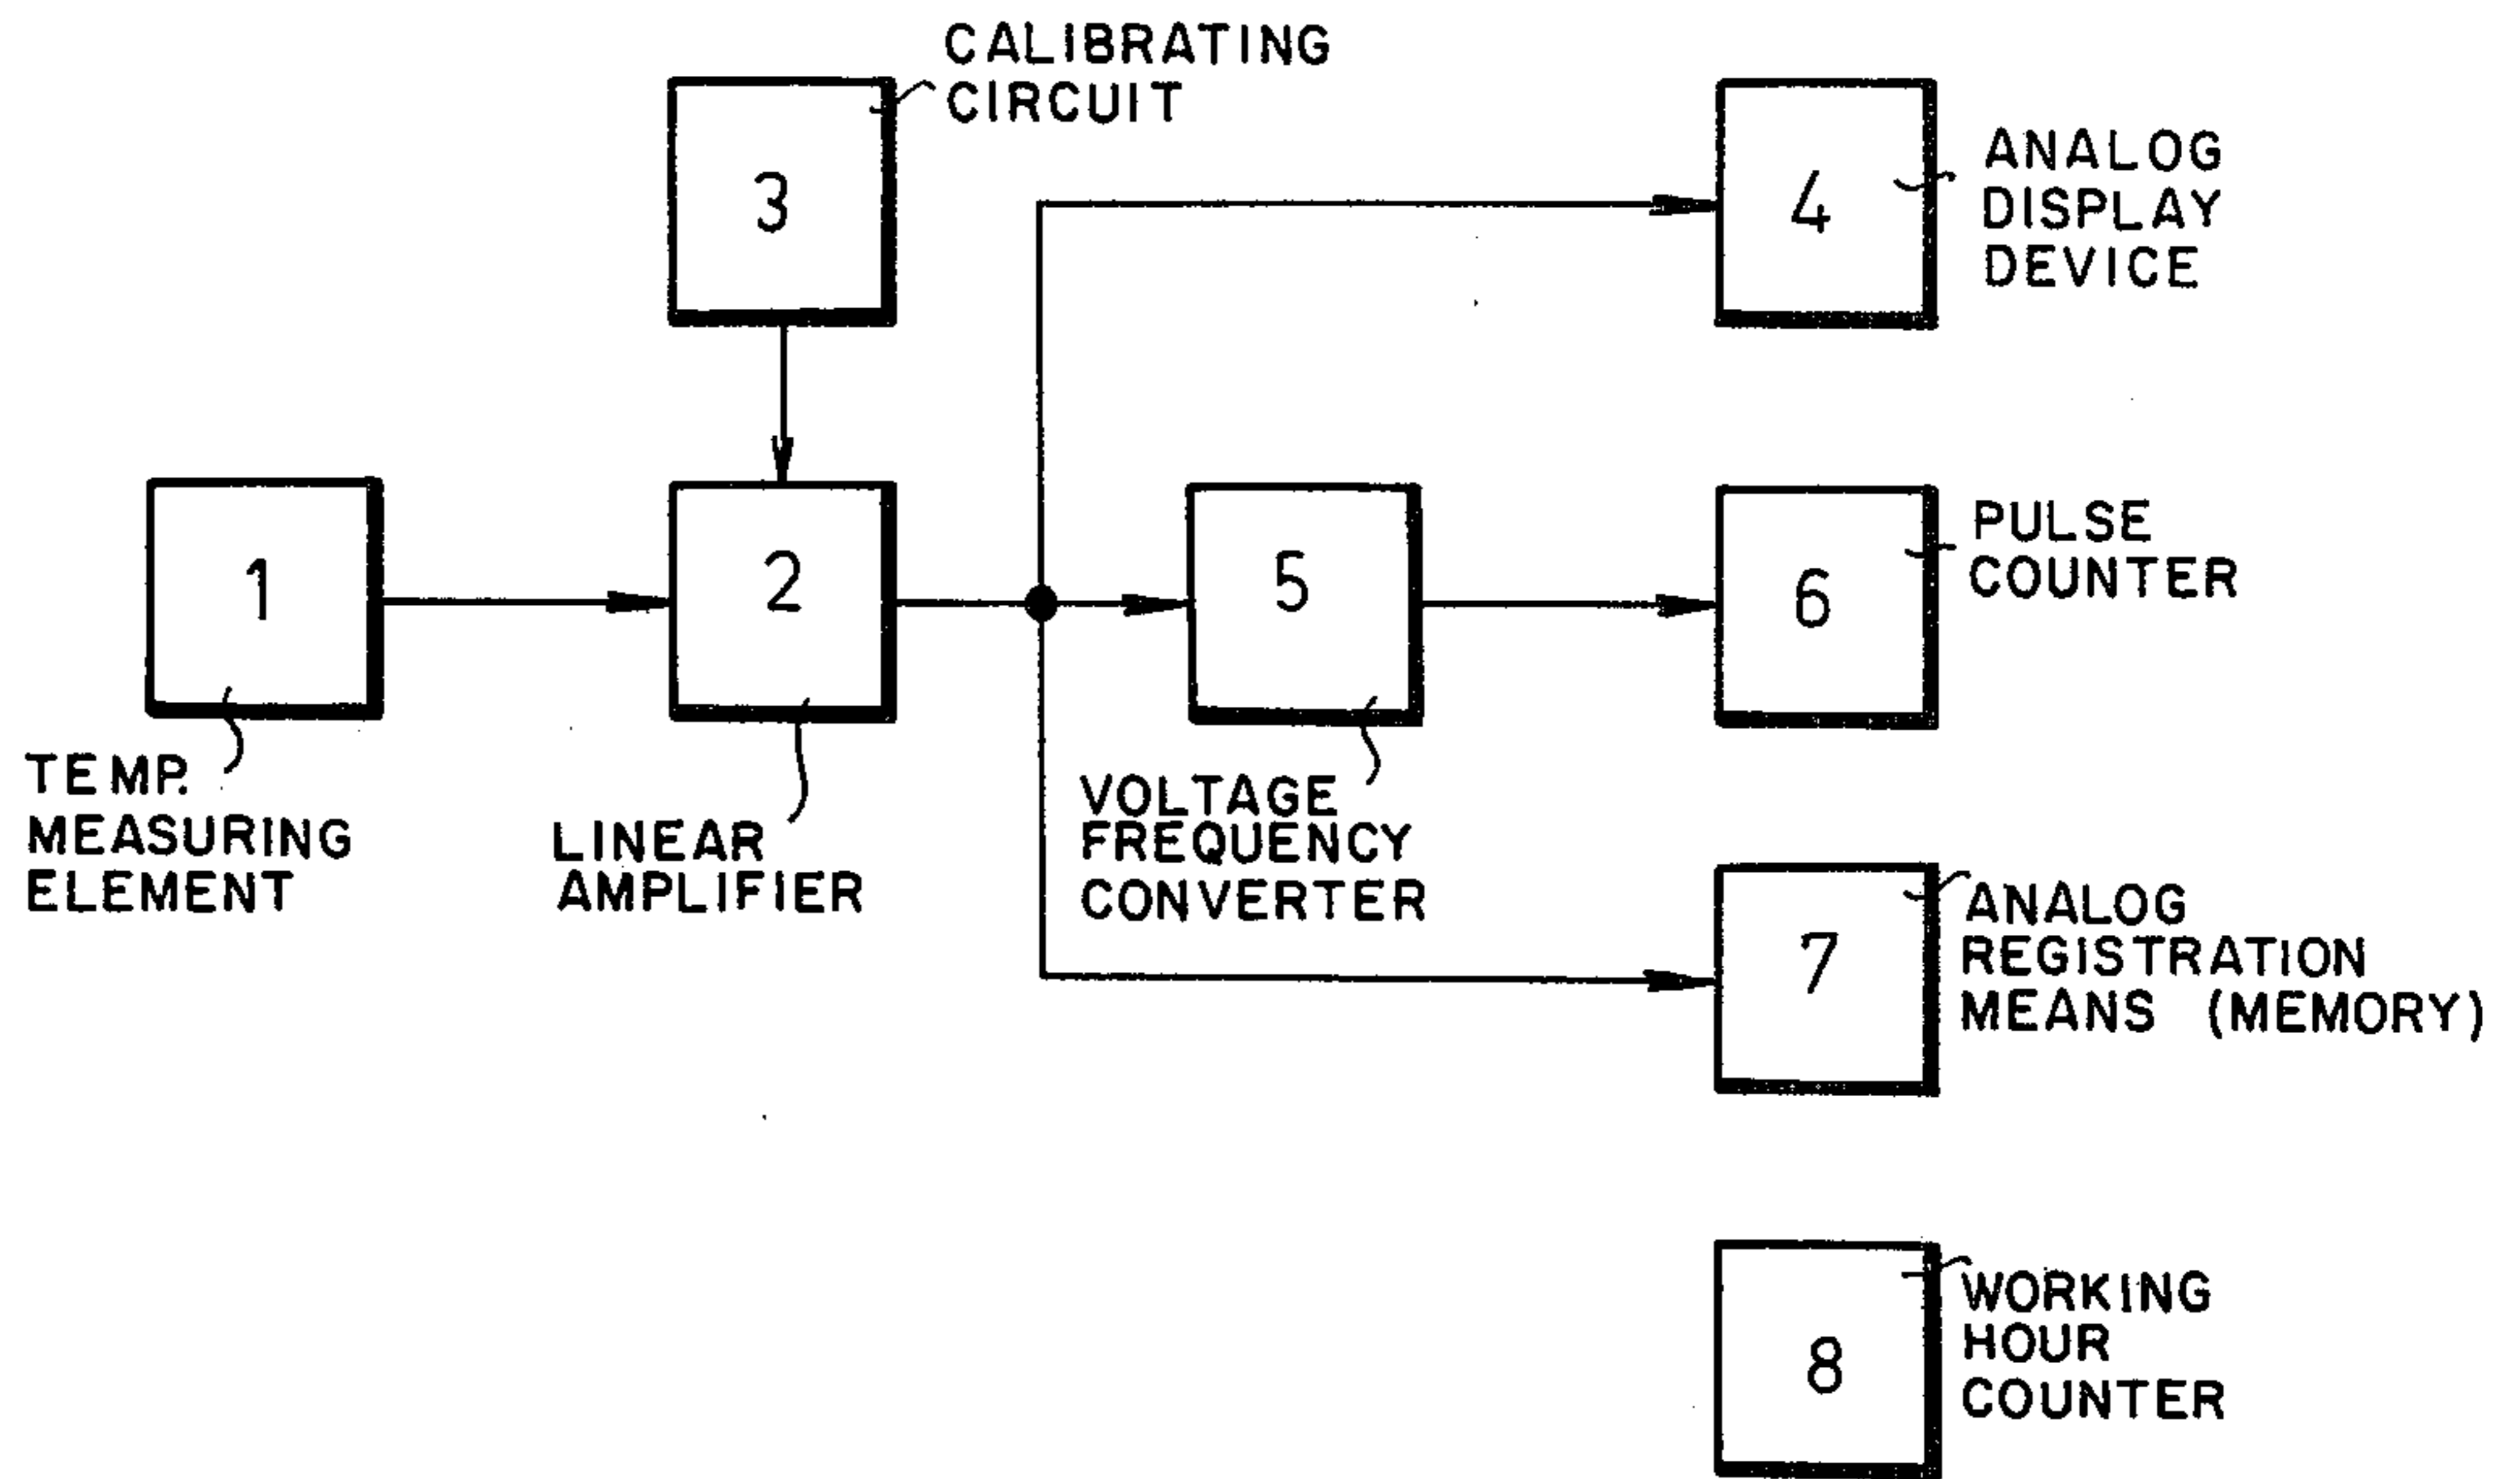 CALIBRATING
CIRCUIT
3
4
ANALOG
DISPLAY
DEVICE
1
2
5
6
PULSE
COUNTER
TEMP.
MEASURING
ELEMENT
LINEAR
AMPLIFIER
VOLTAGE
FREQUENCY
CONVERTER
7
ANALOG
REGISTRATION
MEANS (MEMORY)
8
WORKING
HOUR
COUNTER